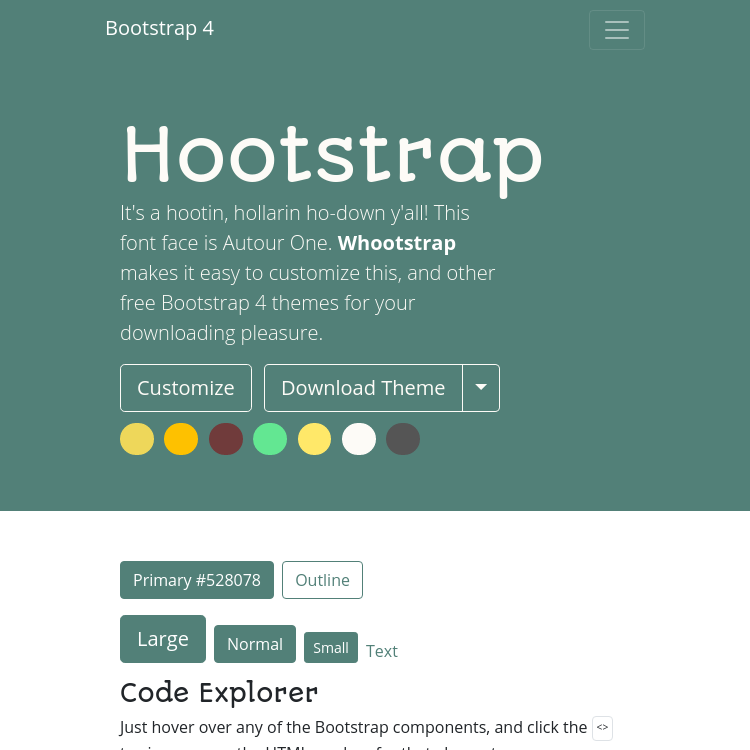 Bootstrap 4
Hootstrap
It's a hootin, hollarin ho-down y'all! This
font face is Autour One. Whootstrap
makes it easy to customize this, and other
free Bootstrap 4 themes for your
downloading pleasure.
Customize Download Theme
Primary #528078 Outline
Large Normal Small Text
Code Explorer
Just hover over any of the Bootstrap components, and click the <>